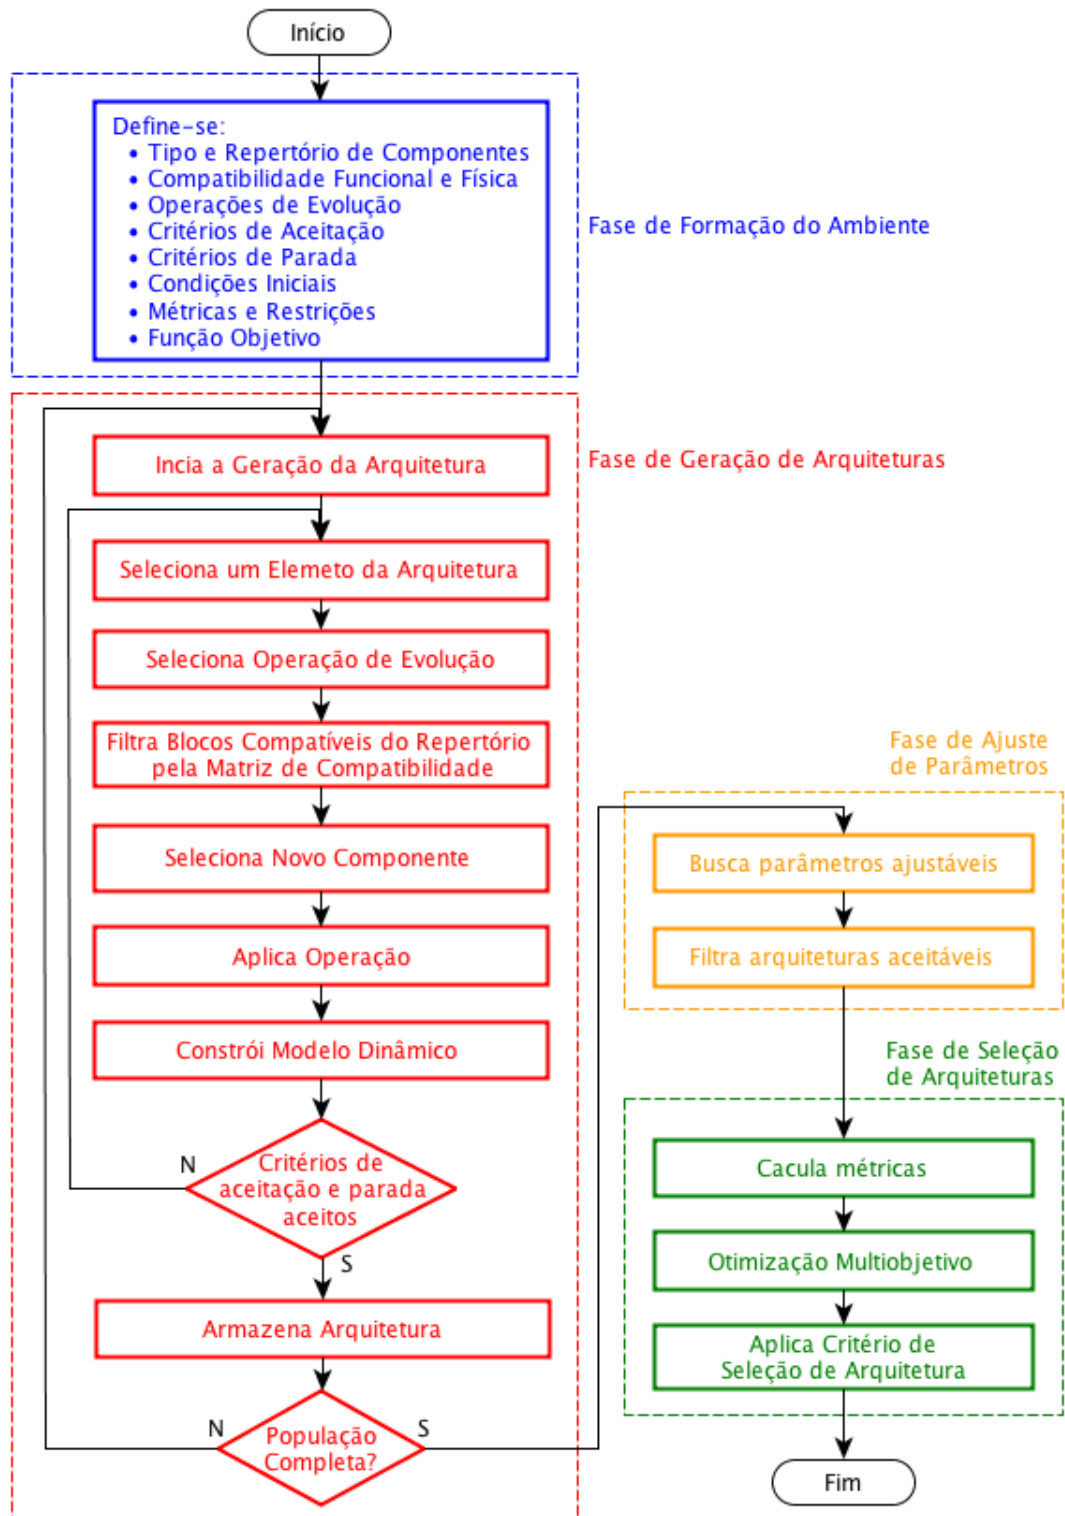 Início
Define-se:
• Tipo e Repertório de Componentes
• Compatibilidade Funcional e Física
• Operações de Evolução
• Critérios de Aceitação
• Critérios de Parada
• Condições Iniciais
• Métricas e Restrições
• Função Objetivo
Fase de Formação do Ambiente
Incia a Geração da Arquitetura
Fase de Geração de Arquiteturas
Seleciona um Elemeto da Arquitetura
Seleciona Operação de Evolução
Filtra Blocos Compatíveis do Repertório
pela Matriz de Compatibilidade
Seleciona Novo Componente
Aplica Operação
Constrói Modelo Dinâmico
N
Critérios de
aceitação e parada
aceitos
S
Armazena Arquitetura
N
População
Completa?
S
Fase de Ajuste
de Parâmetros
Busca parâmetros ajustáveis
Filtra arquiteturas aceitáveis
Fase de Seleção
de Arquiteturas
Cacula métricas
Otimização Multiobjetivo
Aplica Critério de
Seleção de Arquitetura
Fim